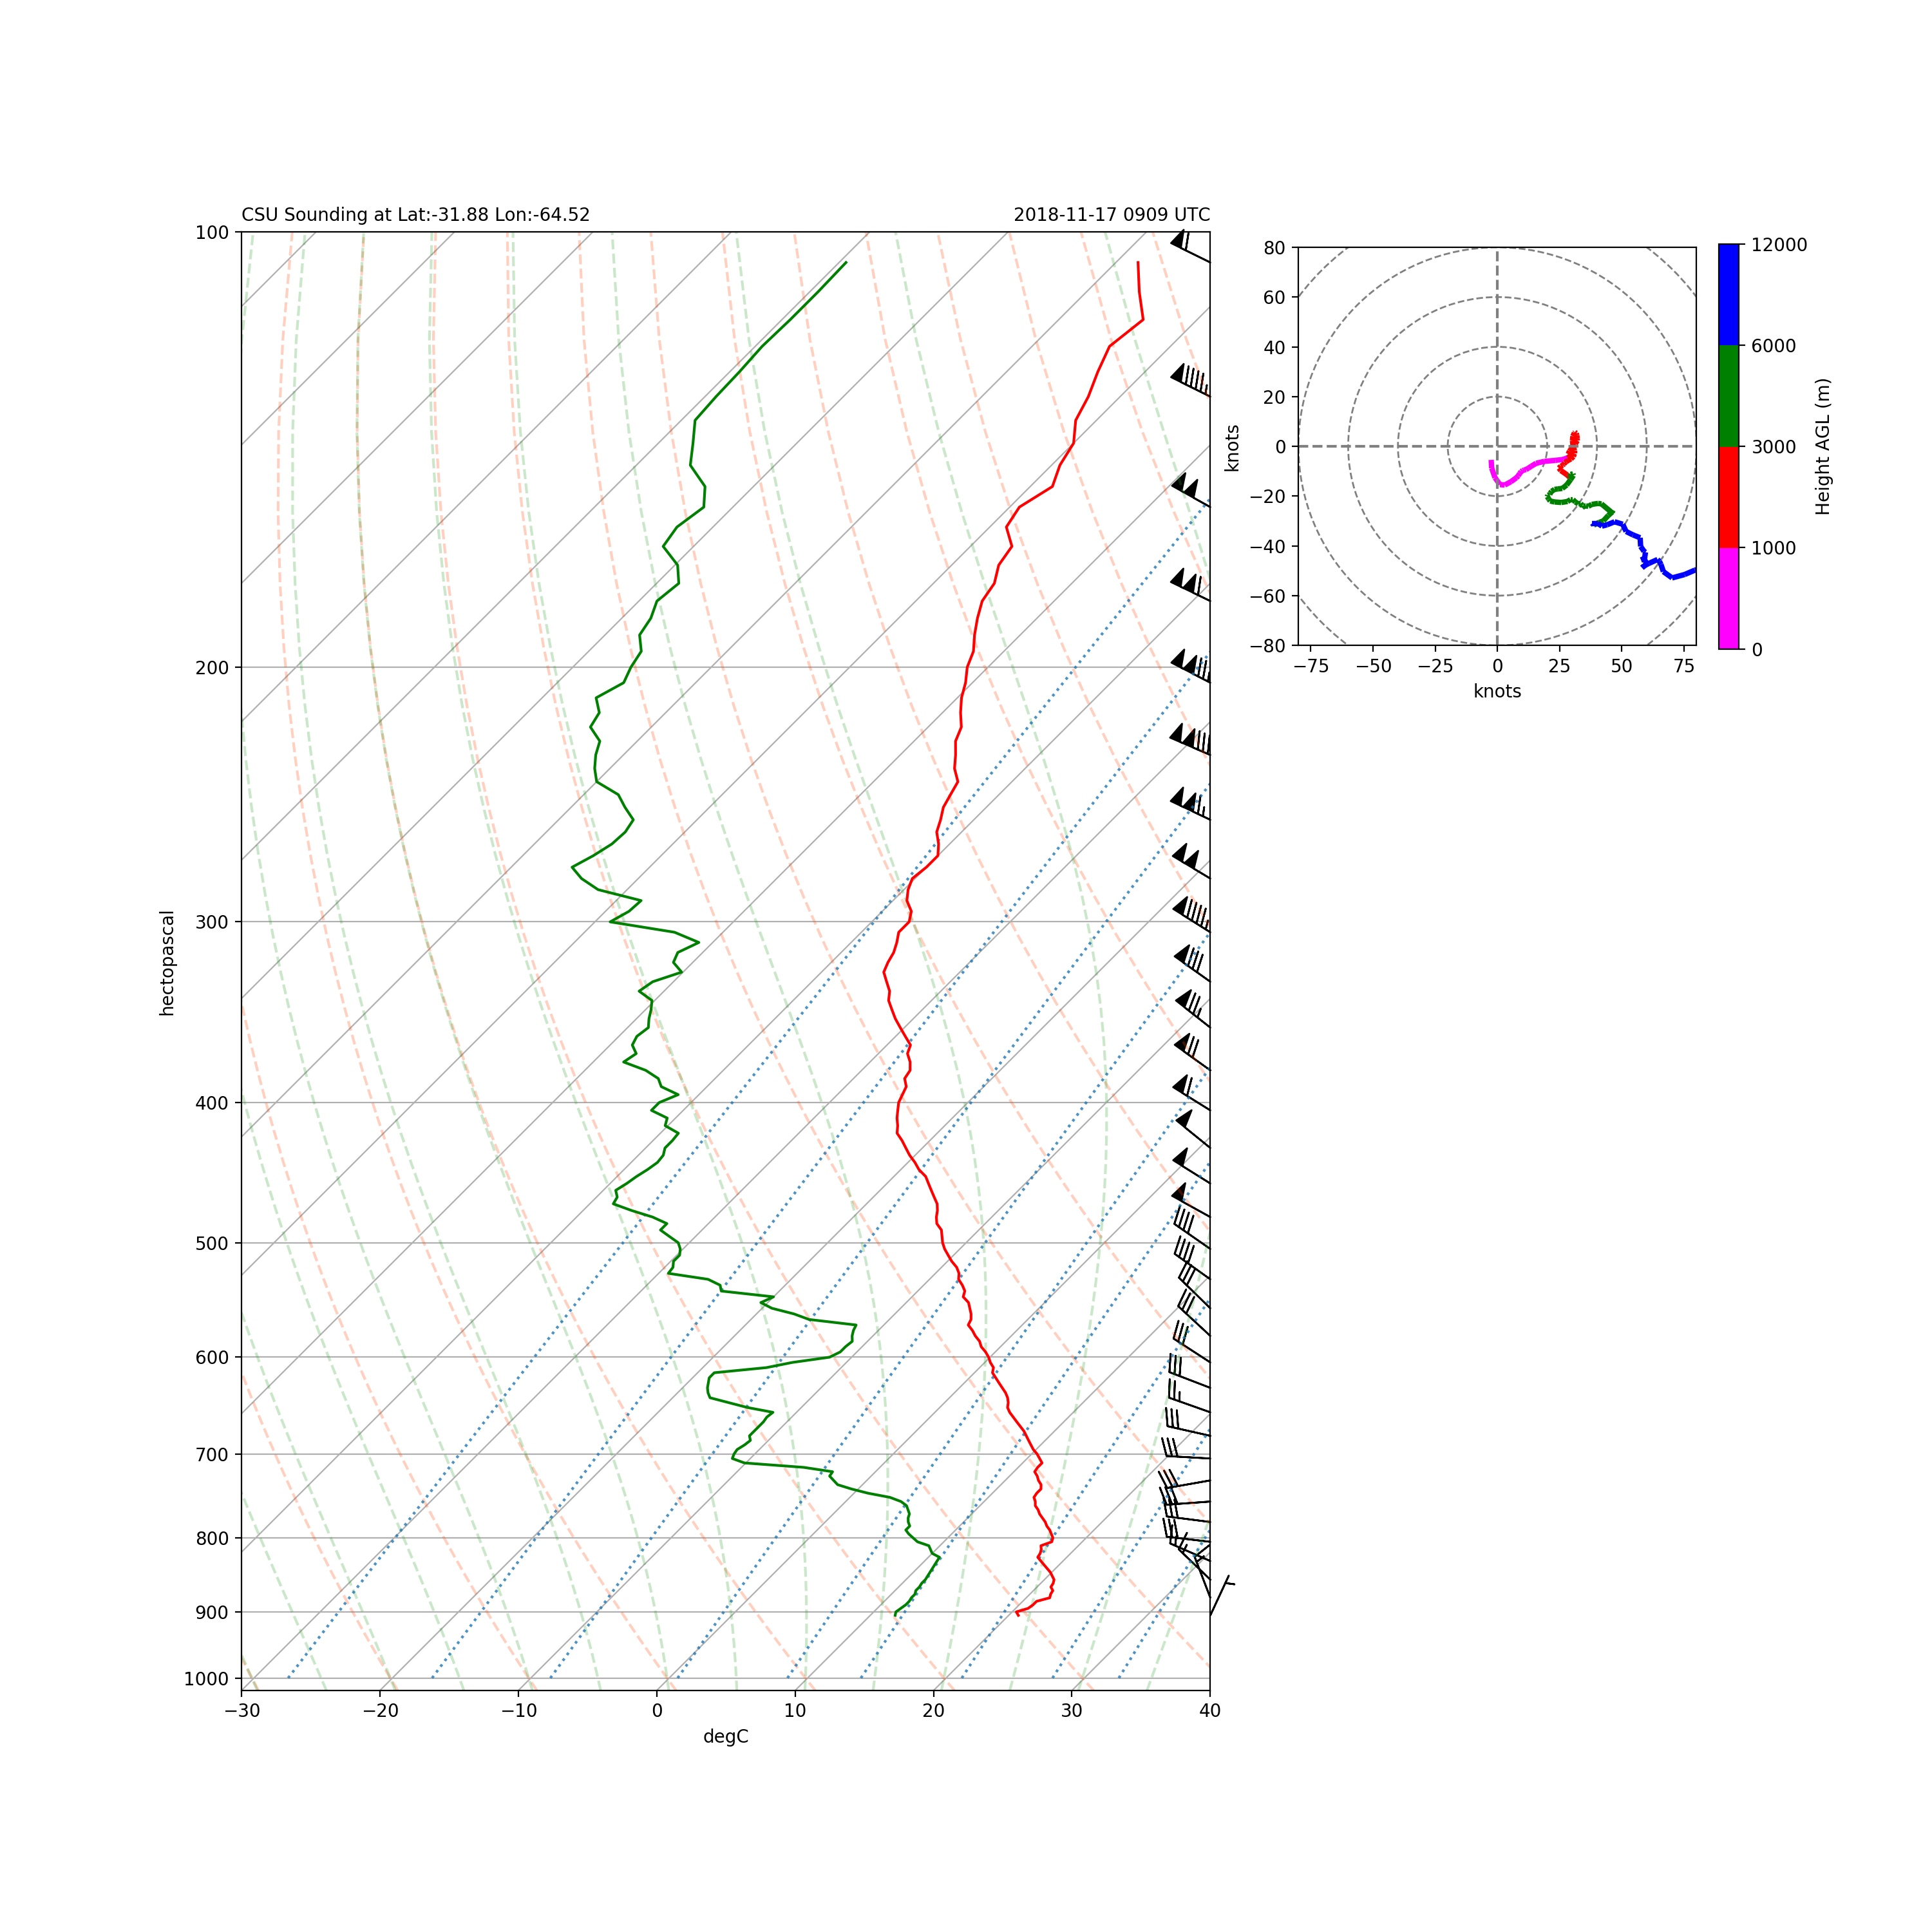 CSU Sounding at Lat:-31.88 Lon:-64.52
2018-11-17 0909 UTC
100
200
300
400
500
600
700
800
900
1000
hectopascal
−30 −20 −10 0 10 20 30 40
degC
80
60
40
20
0
−20
−40
−60
−80
knots
−75 −50 −25 0 25 50 75
knots
12000
6000
3000
1000
0
Height AGL (m)